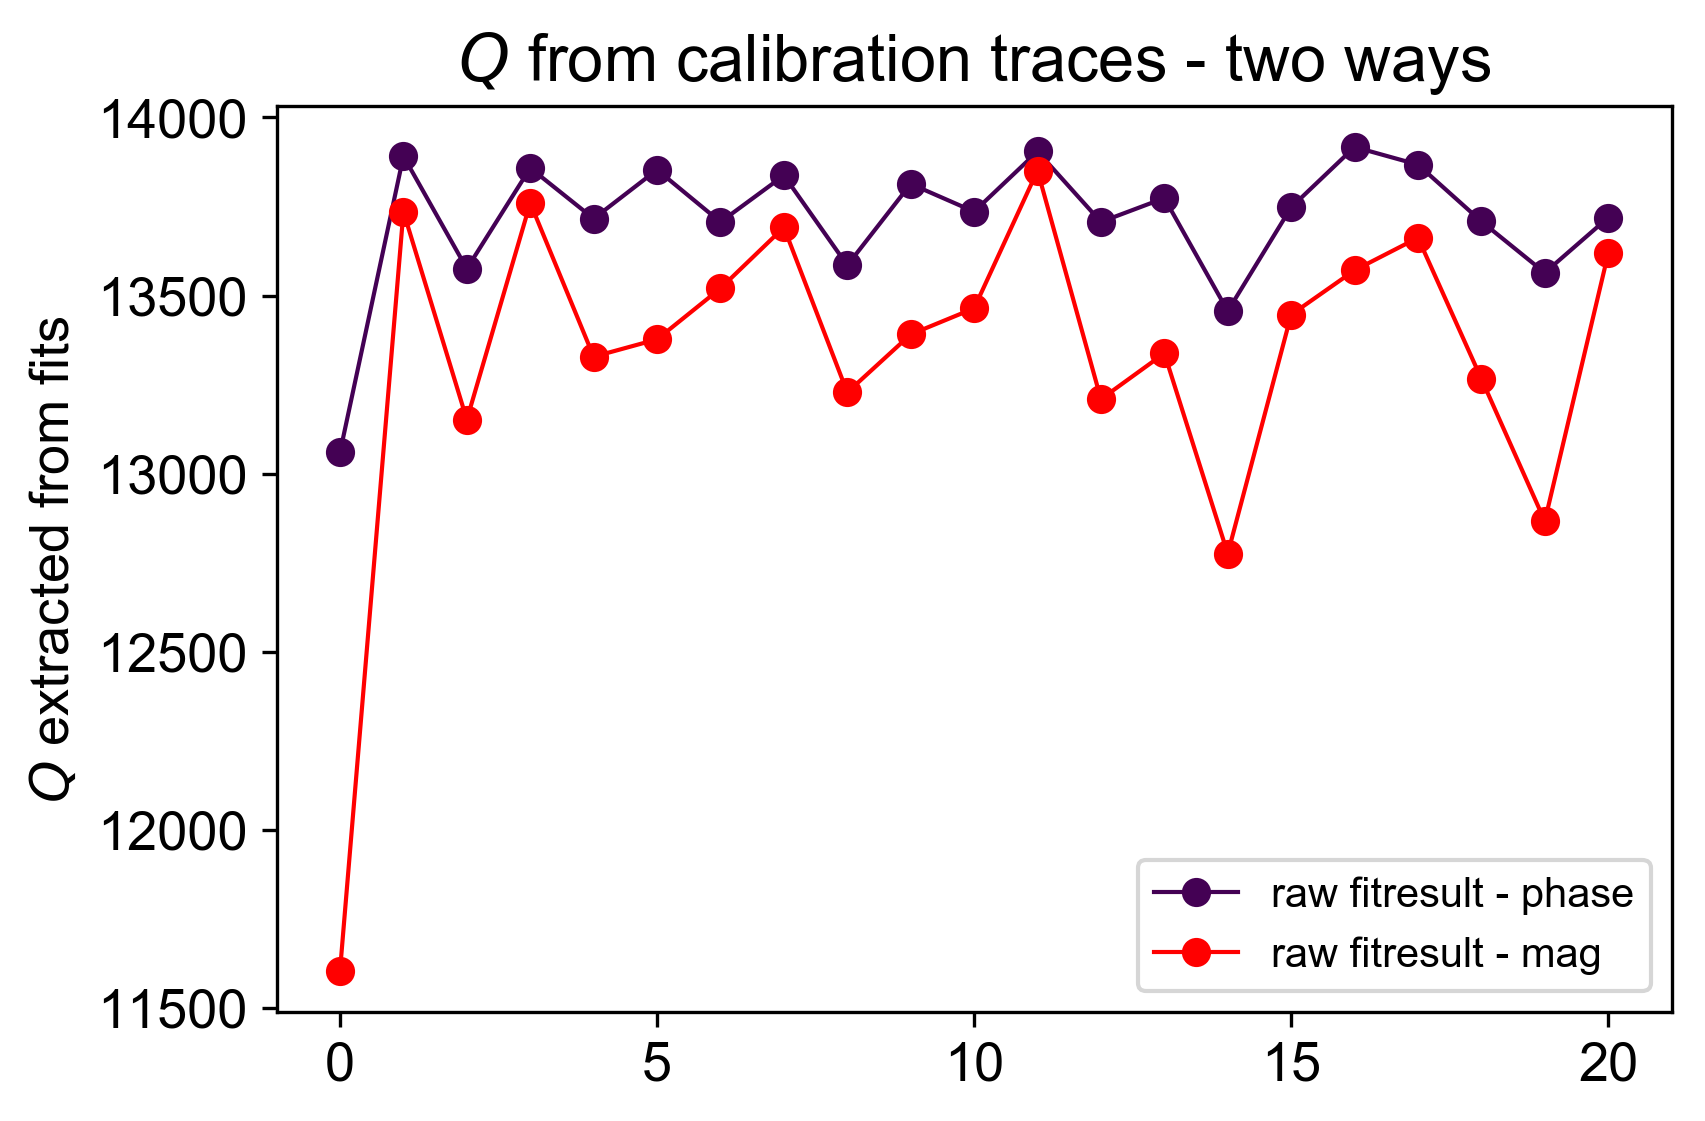 Q from calibration traces - two ways
Q extracted from fits
14000
13500
13000
12500
12000
11500
0 5 10 15 20
raw fitresult - phase
raw fitresult - mag